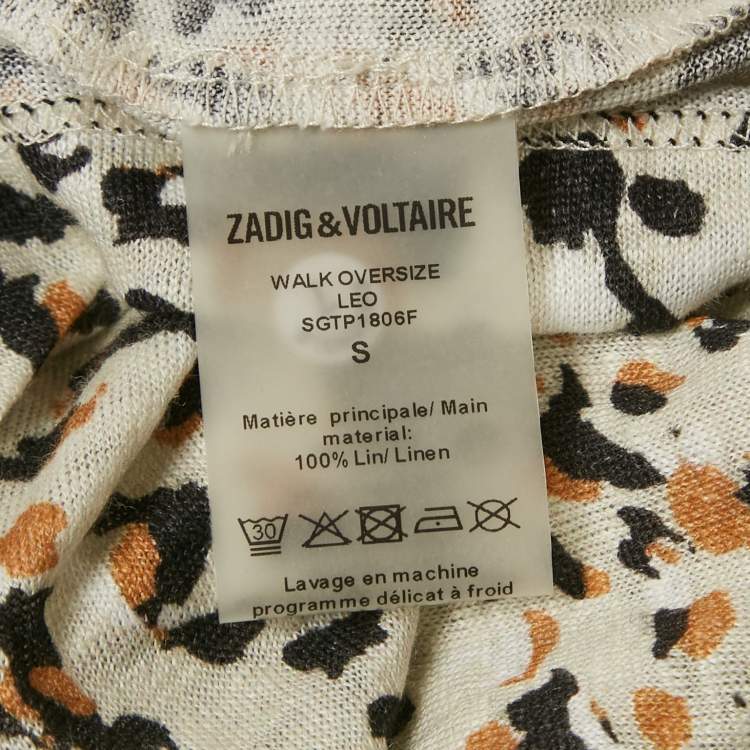 ZADIG&VOLTAIRE
WALK OVERSIZE
LEO
SGTP1806F
S
Matière principale/ Main
material:
100% Lin/ Linen
30
Lavage en machine
programme délicat à froid